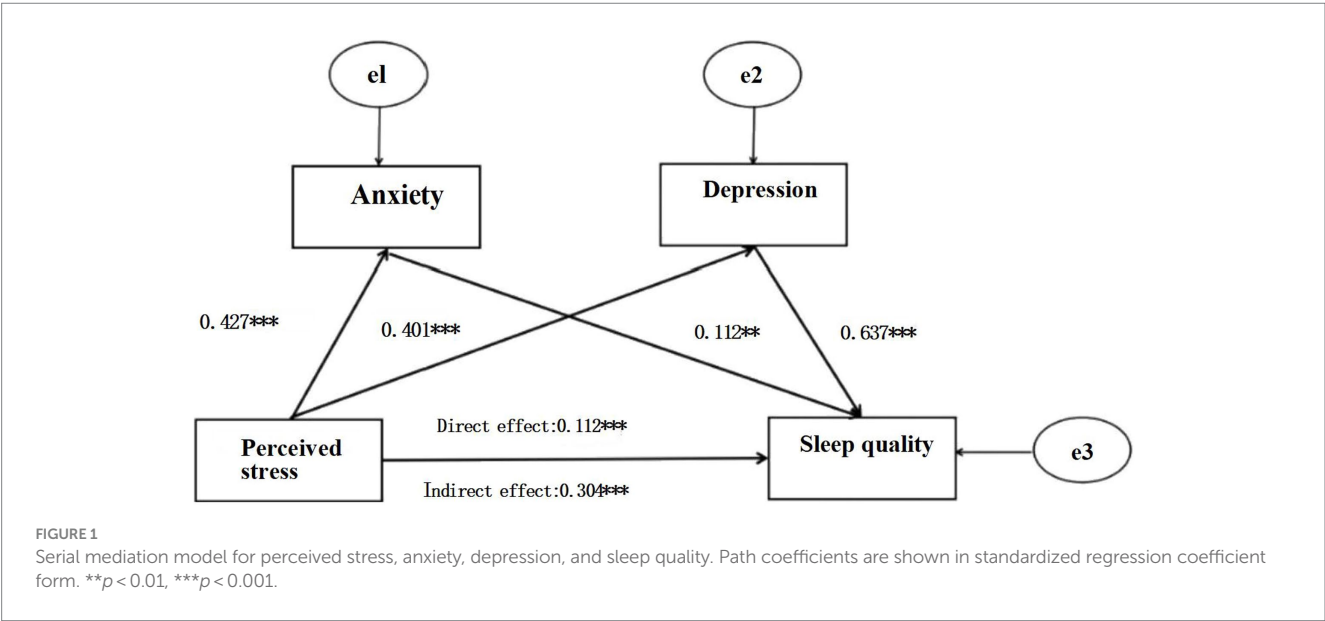 el
e2
Anxiety
Depression
0.427***
0.401***
0.112**
0.637***
Direct effect:0.112***
Perceived
stress
Sleep quality
e3
Indirect effect:0.304***
FIGURE 1
Serial mediation model for perceived stress, anxiety, depression, and sleep quality. Path coefficients are shown in standardized regression coefficient
form. **p < 0.01, ***p < 0.001.